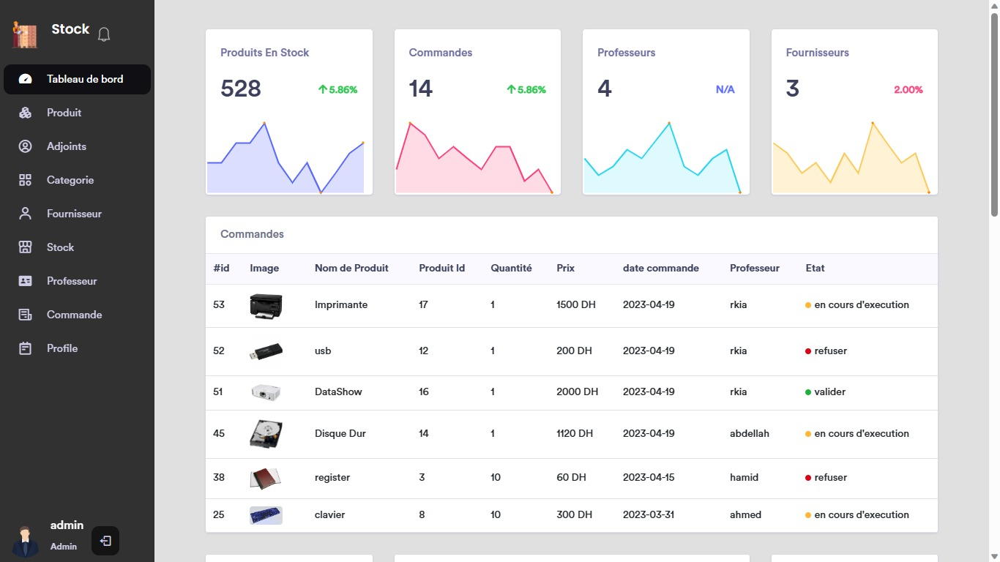 Stock
Tableau de bord
Produit
Adjoints
Categorie
Fournisseur
Stock
Professeur
Commande
Profile
admin
Admin
Produits En Stock
528
5.86%
Commandes
14
5.86%
Professeurs
4
N/A
Fournisseurs
3
2.00%
Commandes
#id Image Nom de Produit Produit Id Quantité Prix date commande Professeur Etat
53 Imprimante 17 1 1500 DH 2023-04-19 rkia en cours d'execution
52 usb 12 1 200 DH 2023-04-19 rkia refuser
51 DataShow 16 1 2000 DH 2023-04-19 rkia valider
45 Disque Dur 14 1 1120 DH 2023-04-19 abdellah en cours d'execution
38 register 3 10 60 DH 2023-04-15 hamid refuser
25 clavier 8 10 300 DH 2023-03-31 ahmed en cours d'execution